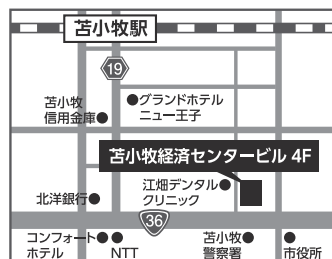 苫小牧駅
19
苫小牧
信用金庫
グランドホテル
ニュー王子
苫小牧経済センタービル 4F
北洋銀行
江畑デンタル
クリニック
36
コンフォート
ホテル
NTT
苫小牧
警察署
市役所